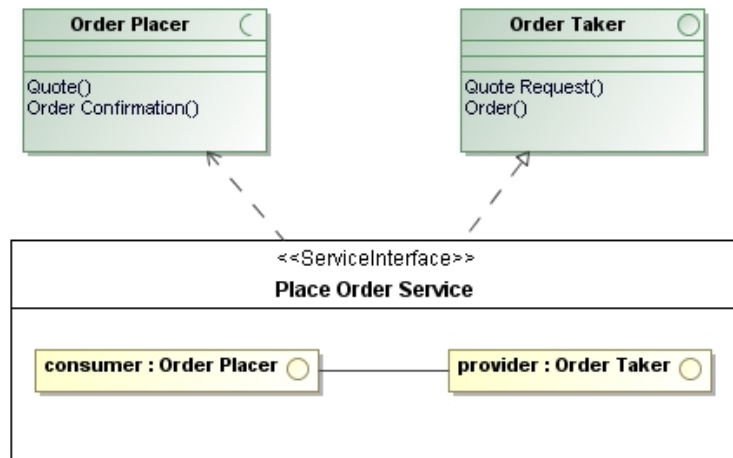 Order Placer
Order Taker
Quote()
Order Confirmation()
Quote Request()
Order()
<<ServiceInterface>>
Place Order Service
consumer : Order Placer
provider : Order Taker